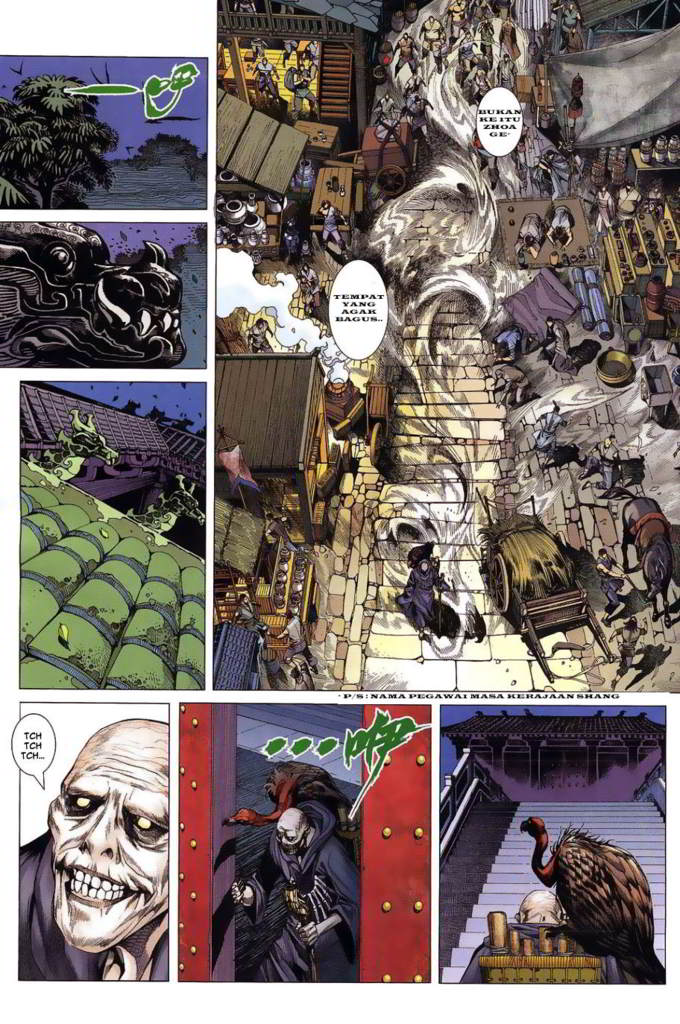 BUKAN
KE ITU
ZHOA
GE*
TEMPAT
YANG
AGAK
BAGUS..
* P/S : NAMA PEGAWAI MASA KERAJAAN SHANG
TCH
TCH
TCH...